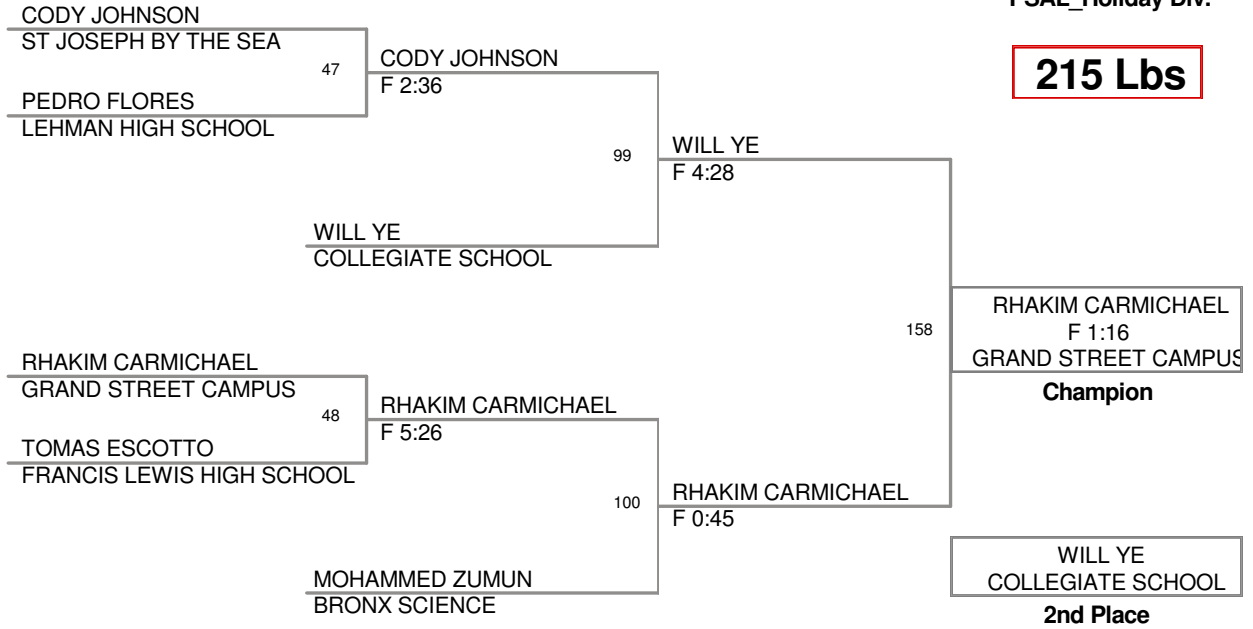 PSAL_Holiday Div.
215 Lbs
CODY JOHNSON
ST JOSEPH BY THE SEA
47
CODY JOHNSON
F 2:36
PEDRO FLORES
LEHMAN HIGH SCHOOL
99
WILL YE
F 4:28
WILL YE
COLLEGIATE SCHOOL
158
RHAKIM CARMICHAEL
F 1:16
GRAND STREET CAMPUS
Champion
RHAKIM CARMICHAEL
GRAND STREET CAMPUS
48
RHAKIM CARMICHAEL
F 5:26
TOMAS ESCOTTO
FRANCIS LEWIS HIGH SCHOOL
100
RHAKIM CARMICHAEL
F 0:45
MOHAMMED ZUMUN
BRONX SCIENCE
WILL YE
COLLEGIATE SCHOOL
2nd Place